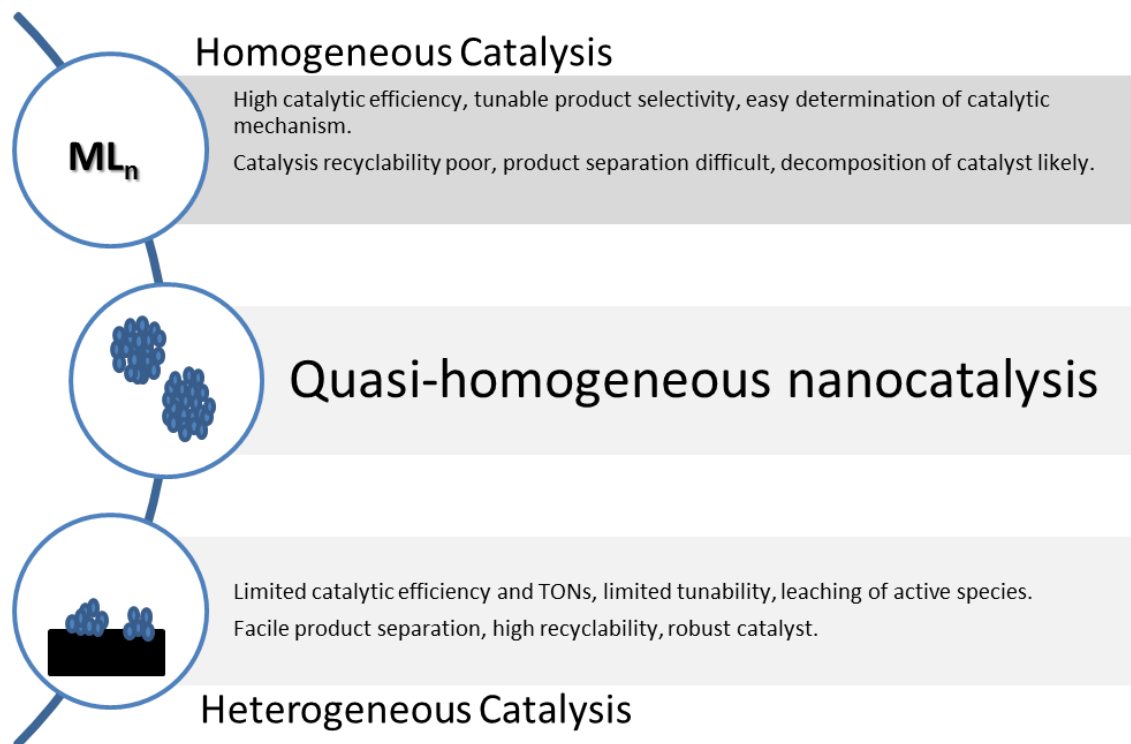 Homogeneous Catalysis
High catalytic efficiency, tunable product selectivity, easy determination of catalytic
mechanism.
MLn
Catalysis recyclability poor, product separation difficult, decomposition of catalyst likely.
Quasi-homogeneous nanocatalysis
Limited catalytic efficiency and TONs, limited tunability, leaching of active species.
Facile product separation, high recyclability, robust catalyst.
Heterogeneous Catalysis